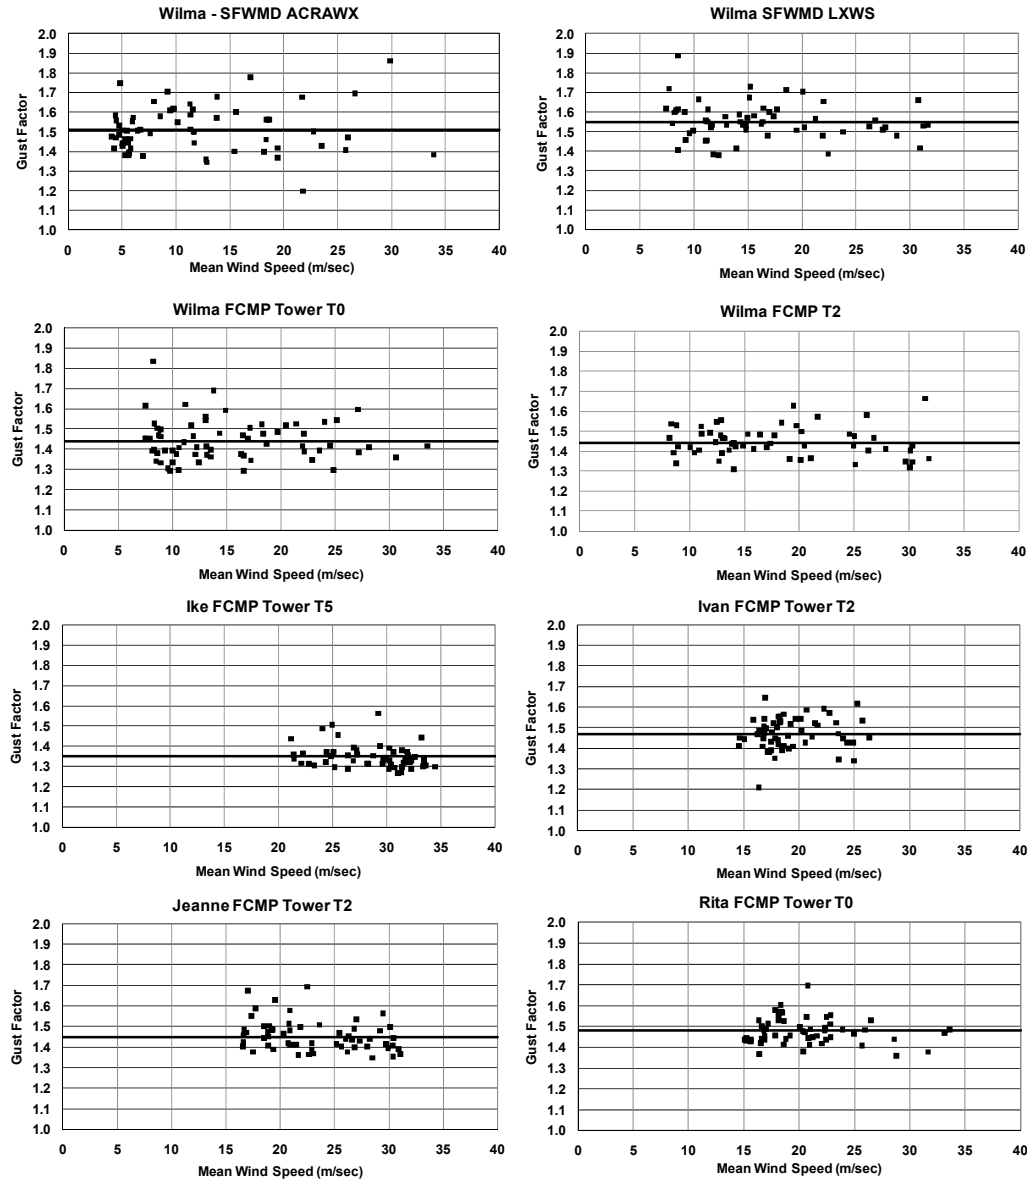 Wilma - SFWMD ACRAWX
2.0
1.9
1.8
1.7
1.6
1.5
1.4
1.3
1.2
1.1
1.0
Gust Factor
0 5 10 15 20 25 30 35 40
Mean Wind Speed (m/sec)
Wilma SFWMD LXWS
2.0
1.9
1.8
1.7
1.6
1.5
1.4
1.3
1.2
1.1
1.0
Gust Factor
0 5 10 15 20 25 30 35 40
Mean Wind Speed (m/sec)
Wilma FCMP Tower T0
2.0
1.9
1.8
1.7
1.6
1.5
1.4
1.3
1.2
1.1
1.0
Gust Factor
0 5 10 15 20 25 30 35 40
Mean Wind Speed (m/sec)
Wilma FCMP T2
2.0
1.9
1.8
1.7
1.6
1.5
1.4
1.3
1.2
1.1
1.0
Gust Factor
0 5 10 15 20 25 30 35 40
Mean Wind Speed (m/sec)
Ike FCMP Tower T5
2.0
1.9
1.8
1.7
1.6
1.5
1.4
1.3
1.2
1.1
1.0
Gust Factor
0 5 10 15 20 25 30 35 40
Mean Wind Speed (m/sec)
Ivan FCMP Tower T2
2.0
1.9
1.8
1.7
1.6
1.5
1.4
1.3
1.2
1.1
1.0
Gust Factor
0 5 10 15 20 25 30 35 40
Mean Wind Speed (m/sec)
Jeanne FCMP Tower T2
2.0
1.9
1.8
1.7
1.6
1.5
1.4
1.3
1.2
1.1
1.0
Gust Factor
0 5 10 15 20 25 30 35 40
Mean Wind Speed (m/sec)
Rita FCMP Tower T0
2.0
1.9
1.8
1.7
1.6
1.5
1.4
1.3
1.2
1.1
1.0
Gust Factor
0 5 10 15 20 25 30 35 40
Mean Wind Speed (m/sec)